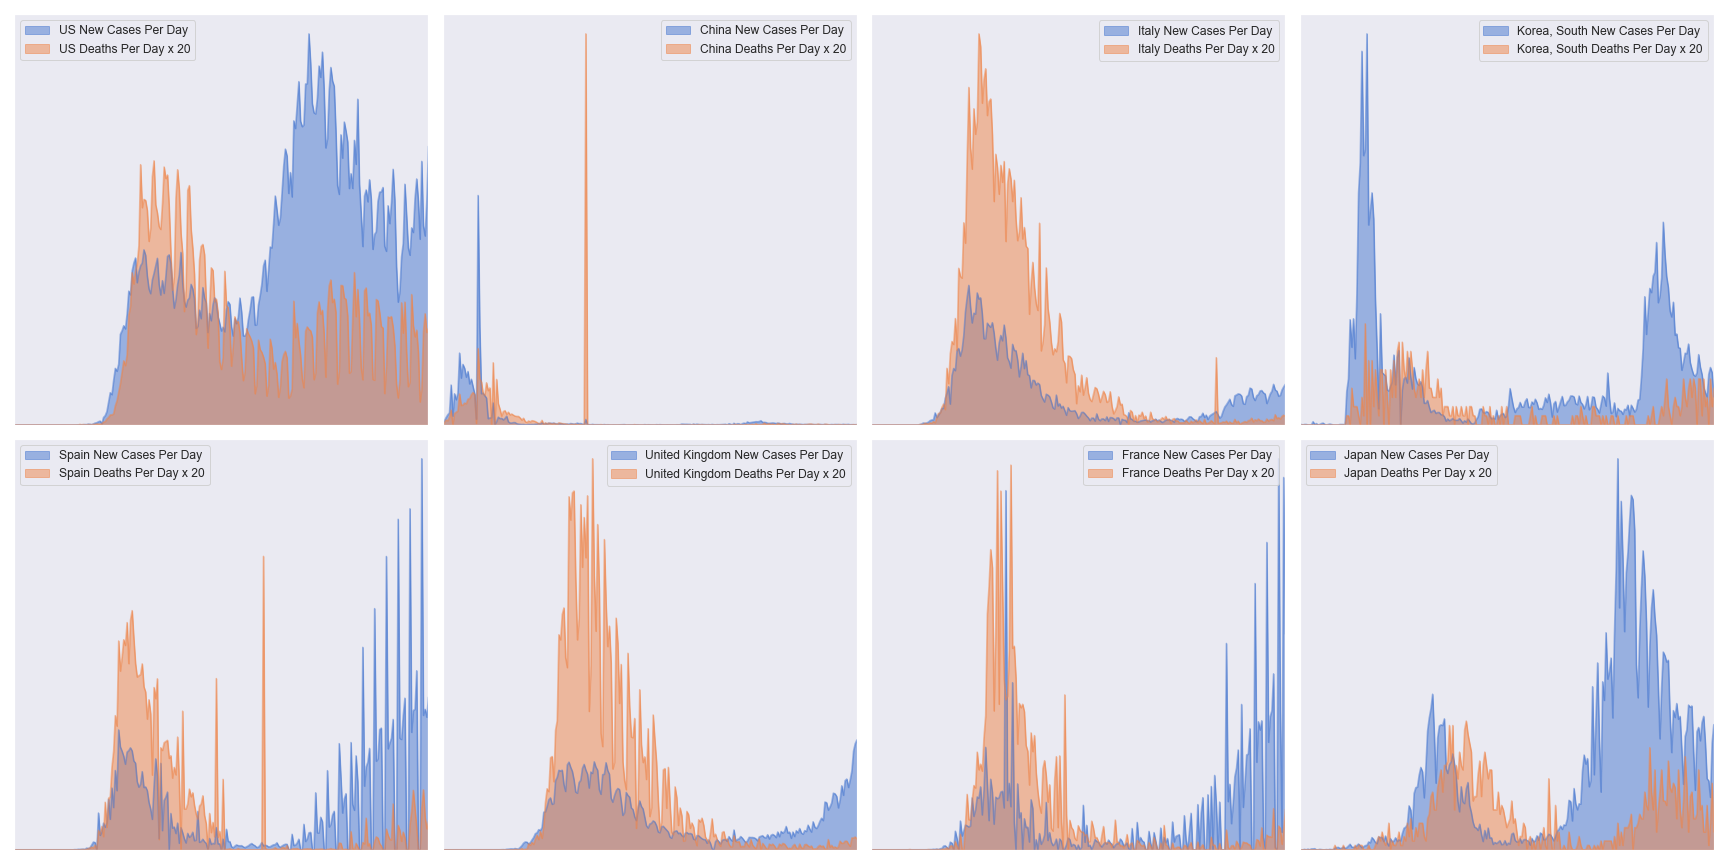 US New Cases Per Day
US Deaths Per Day x 20
China New Cases Per Day
China Deaths Per Day x 20
Italy New Cases Per Day
Italy Deaths Per Day x 20
Korea, South New Cases Per Day
Korea, South Deaths Per Day x 20
Spain New Cases Per Day
Spain Deaths Per Day x 20
United Kingdom New Cases Per Day
United Kingdom Deaths Per Day x 20
France New Cases Per Day
France Deaths Per Day x 20
Japan New Cases Per Day
Japan Deaths Per Day x 20